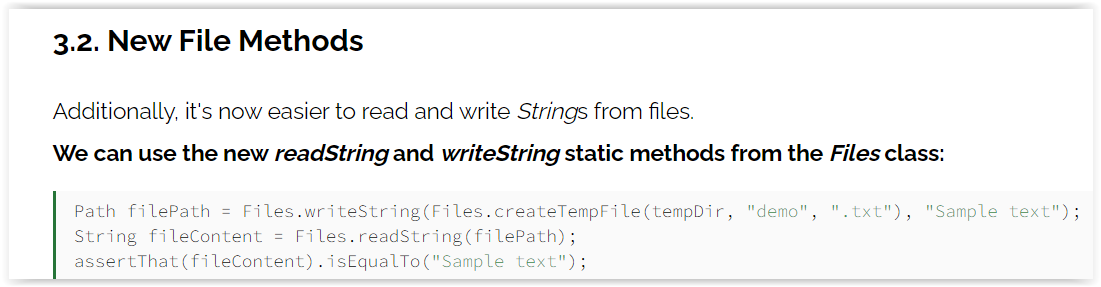 3.2. New File Methods
Additionally, it's now easier to read and write Strings from files.
We can use the new readString and writeString static methods from the Files class:
Path filePath = Files.writeString(Files.createTempFile(tempDir, "demo", ".txt"), "Sample text");
String fileContent = Files.readString(filePath);
assertThat(fileContent).isEqualTo("Sample text");